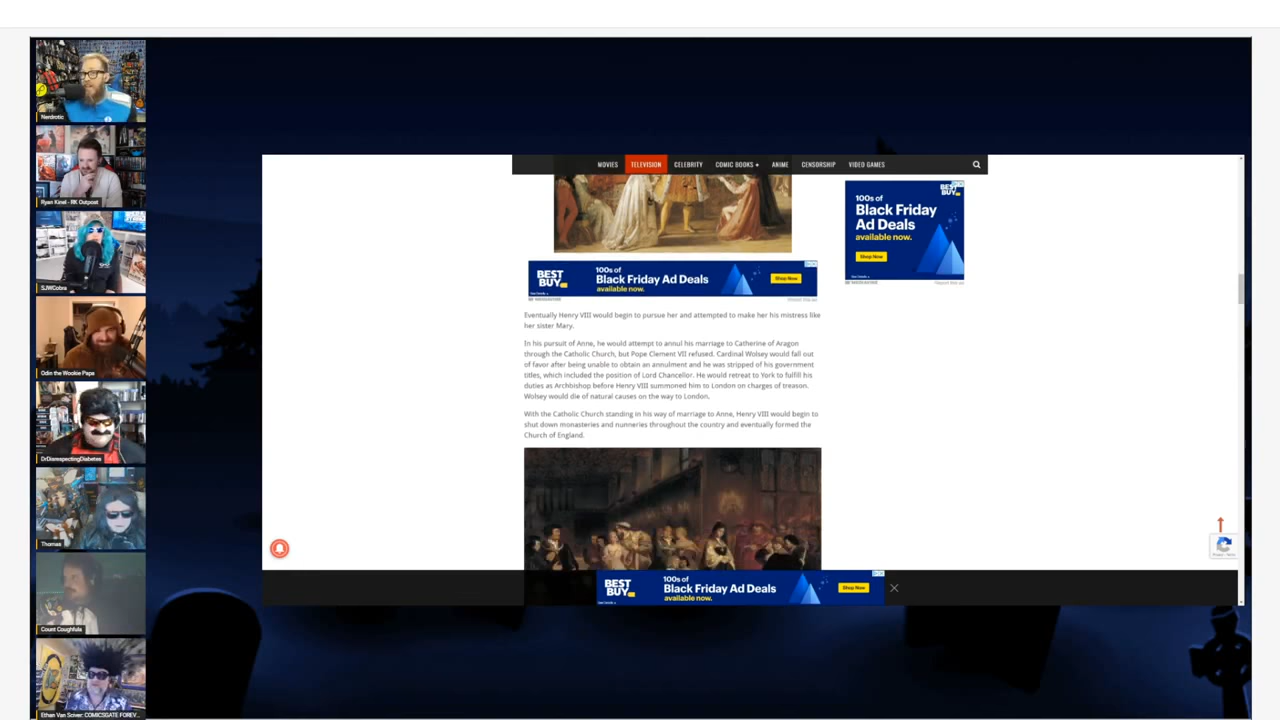 Nerdrotic
Ryan Kinel - RK Outpost
SJWCobra
Odin the Wookie Papa
DrDisrespectingDiabetes
Thomas
Count Coughfula
Ethan Van Sciver: COMICSGATE FOREV...
MOVIES TELEVISION CELEBRITY COMIC BOOKS ANIME CENSORSHIP VIDEO GAMES
BEST BUY
100s of
Black Friday
Ad Deals
available now.
Shop Now
BEST BUY
100s of
Black Friday Ad Deals
available now.
Shop Now
Eventually Henry VIII would begin to pursue her and attempted to make her his mistress like
her sister Mary.
In his pursuit of Anne, he would attempt to annul his marriage to Catherine of Aragon
through the Catholic Church, but Pope Clement VII refused. Cardinal Wolsey would fall out
of favor after being unable to obtain an annulment and he was stripped of his government
titles, which included the position of Lord Chancellor. He would retreat to York to fulfill his
duties as Archbishop before Henry VIII summoned him to London on charges of treason.
Wolsey would die of natural causes on the way to London.
With the Catholic Church standing in his way of marriage to Anne, Henry VIII would begin to
shut down monasteries and nunneries throughout the country and eventually formed the
Church of England.
BEST BUY
100s of
Black Friday Ad Deals
available now.
Shop Now